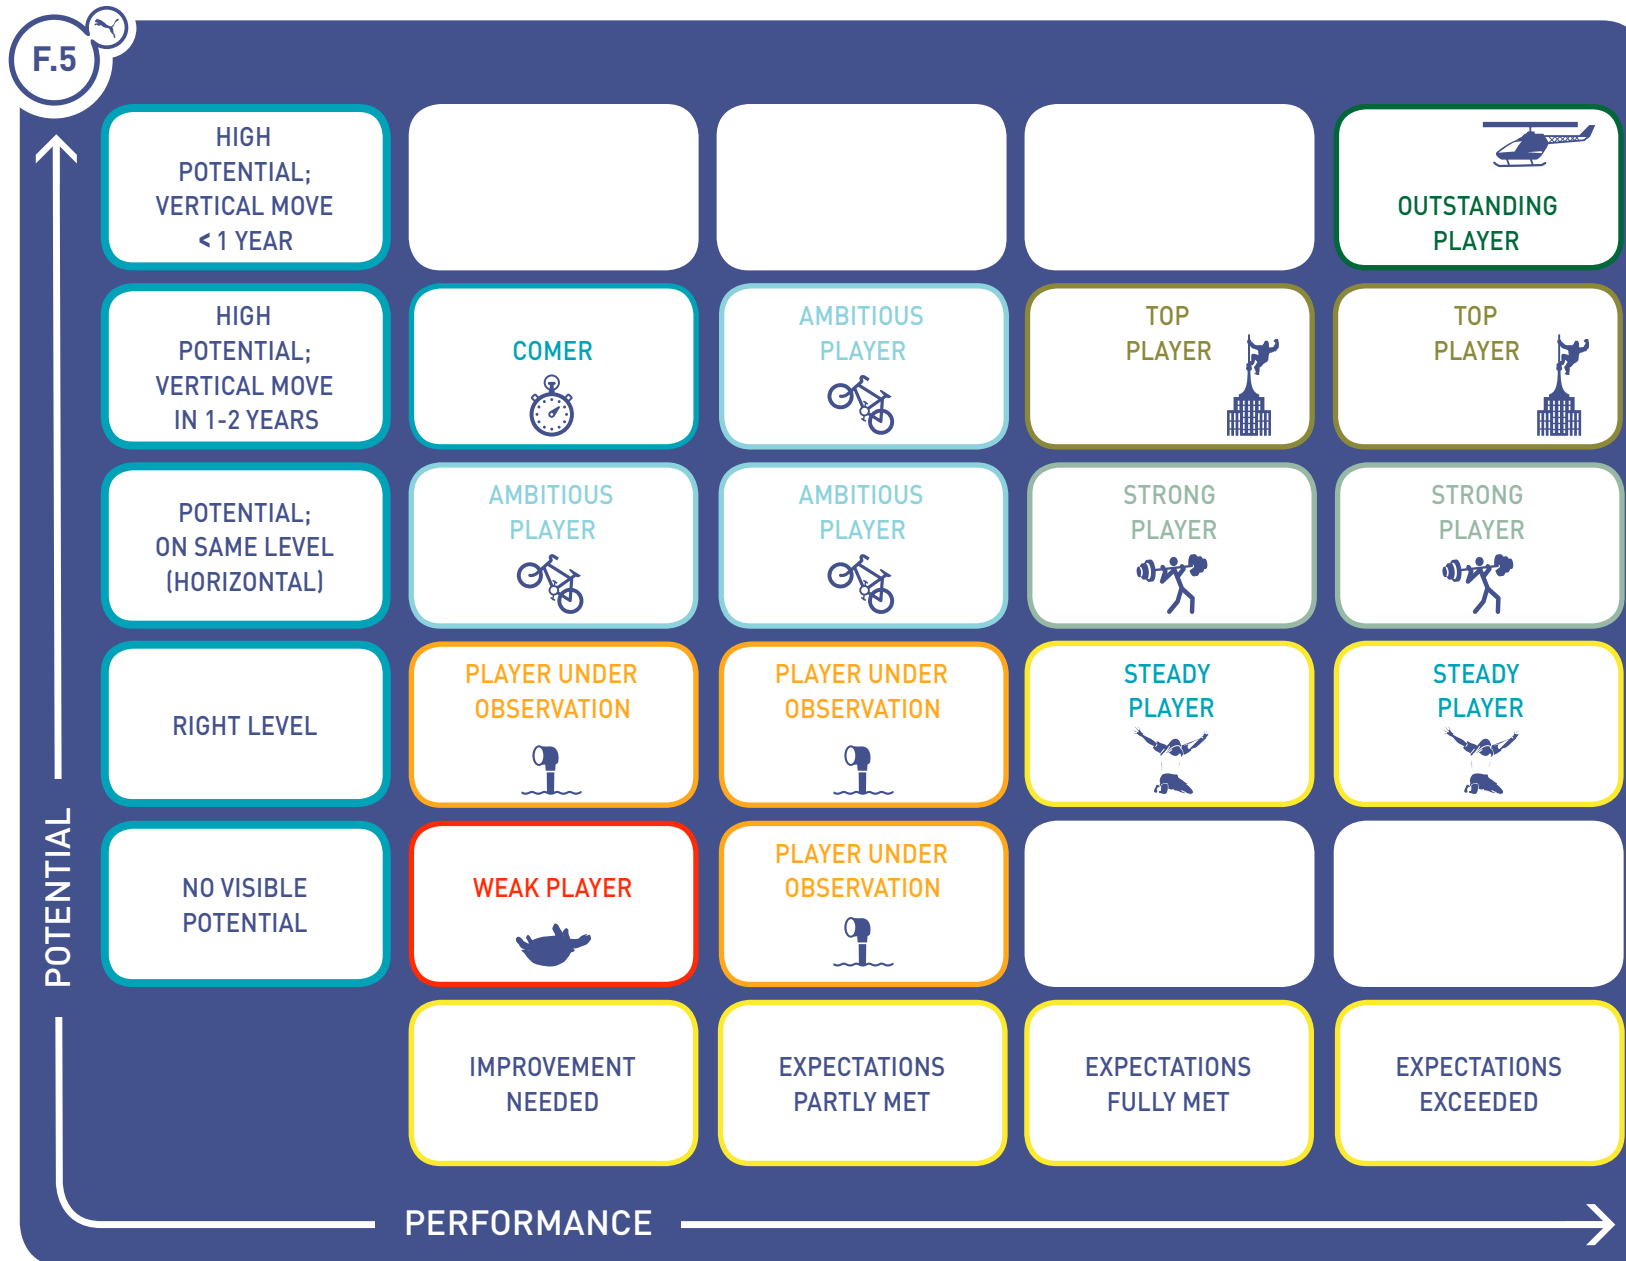 F.5
HIGH
POTENTIAL;
VERTICAL MOVE
< 1 YEAR
OUTSTANDING
PLAYER
HIGH
POTENTIAL;
VERTICAL MOVE
IN 1-2 YEARS
COMER
AMBITIOUS
PLAYER
TOP
PLAYER
TOP
PLAYER
POTENTIAL;
ON SAME LEVEL
(HORIZONTAL)
AMBITIOUS
PLAYER
AMBITIOUS
PLAYER
STRONG
PLAYER
STRONG
PLAYER
RIGHT LEVEL
PLAYER UNDER
OBSERVATION
PLAYER UNDER
OBSERVATION
STEADY
PLAYER
STEADY
PLAYER
NO VISIBLE
POTENTIAL
WEAK PLAYER
PLAYER UNDER
OBSERVATION
POTENTIAL
IMPROVEMENT
NEEDED
EXPECTATIONS
PARTLY MET
EXPECTATIONS
FULLY MET
EXPECTATIONS
EXCEEDED
PERFORMANCE